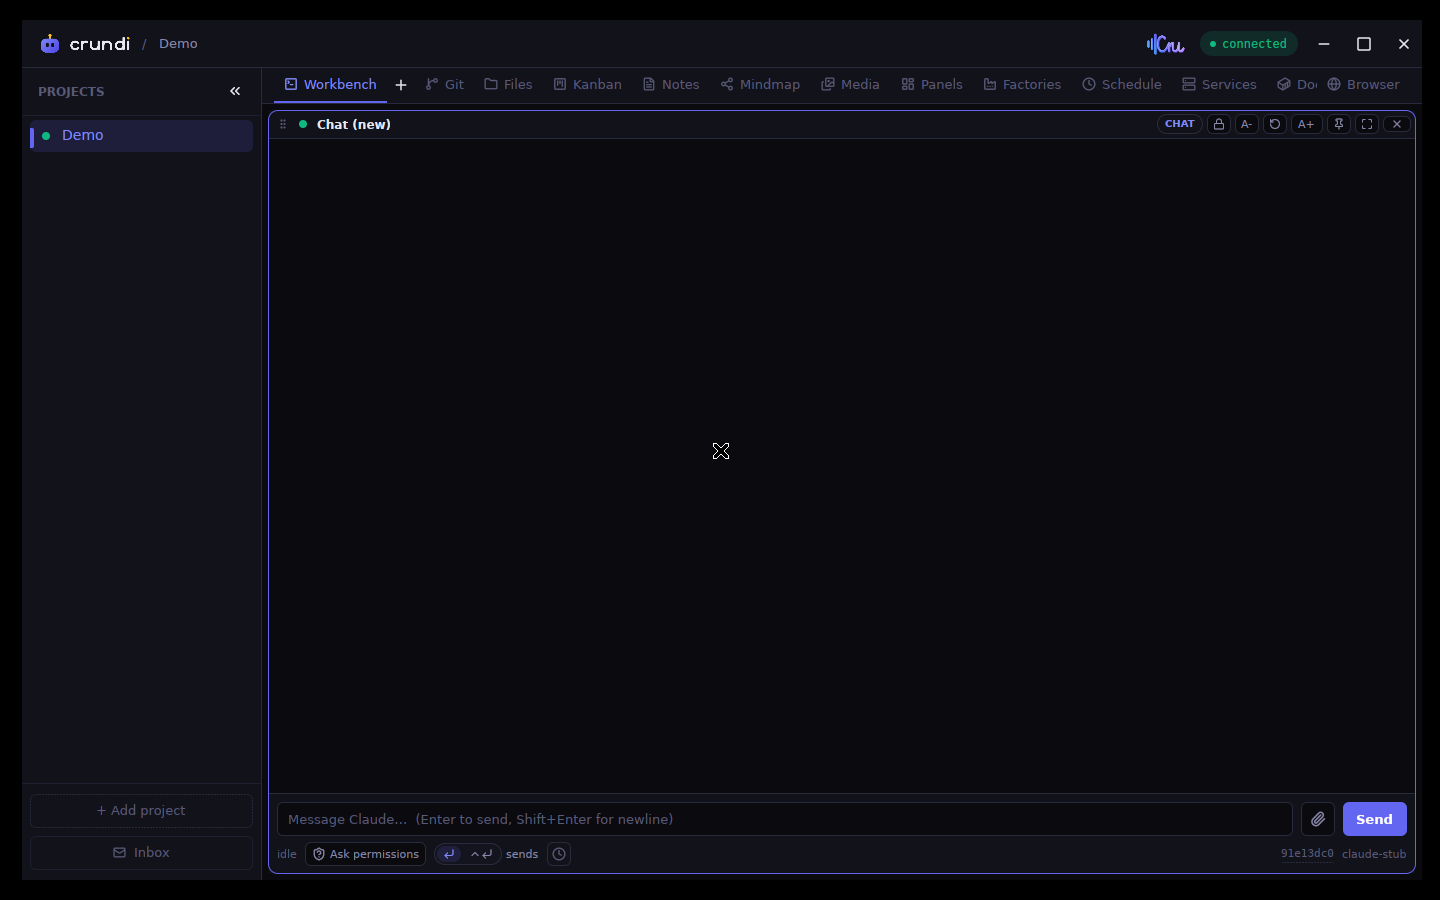 crundi / Demo
Cru
connected
PROJECTS
Workbench Git Files Kanban Notes Mindmap Media Panels Factories Schedule Services Doc Browser
Demo
Chat (new)
CHAT A- A+
+ Add project
Inbox
Message Claude... (Enter to send, Shift+Enter for newline)
Send
idle Ask permissions sends
91e13dc0 claude-stub